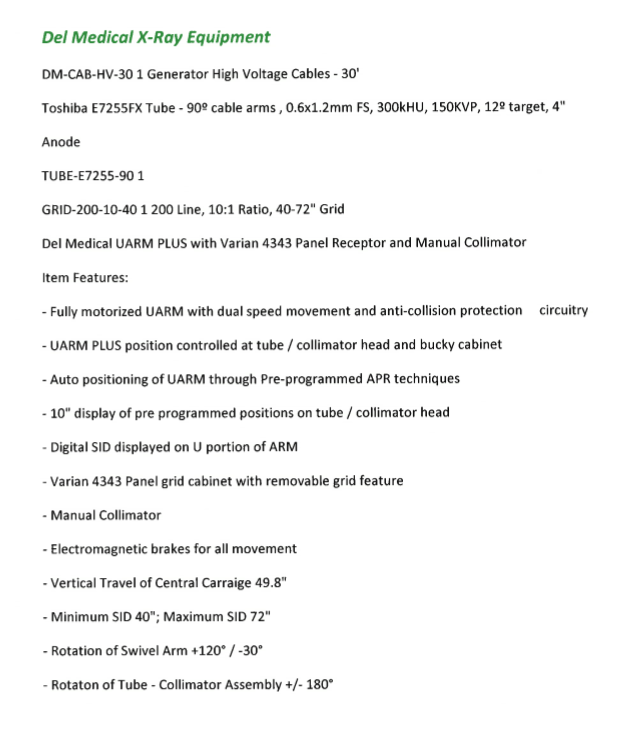 Del Medical X-Ray Equipment
DM-CAB-HV-30 1 Generator High Voltage Cables - 30'
Toshiba E7255FX Tube - 90º cable arms , 0.6x1.2mm FS, 300kHU, 150KVP, 12º target, 4"
Anode
TUBE-E7255-90 1
GRID-200-10-40 1 200 Line, 10:1 Ratio, 40-72" Grid
Del Medical UARM PLUS with Varian 4343 Panel Receptor and Manual Collimator
Item Features:
- Fully motorized UARM with dual speed movement and anti-collision protection    circuitry
- UARM PLUS position controlled at tube / collimator head and bucky cabinet
- Auto positioning of UARM through Pre-programmed APR techniques
- 10" display of pre programmed positions on tube / collimator head
- Digital SID displayed on U portion of ARM
- Varian 4343 Panel grid cabinet with removable grid feature
- Manual Collimator
- Electromagnetic brakes for all movement
- Vertical Travel of Central Carraige 49.8"
- Minimum SID 40"; Maximum SID 72"
- Rotation of Swivel Arm +120° / -30°
- Rotaton of Tube - Collimator Assembly +/- 180°